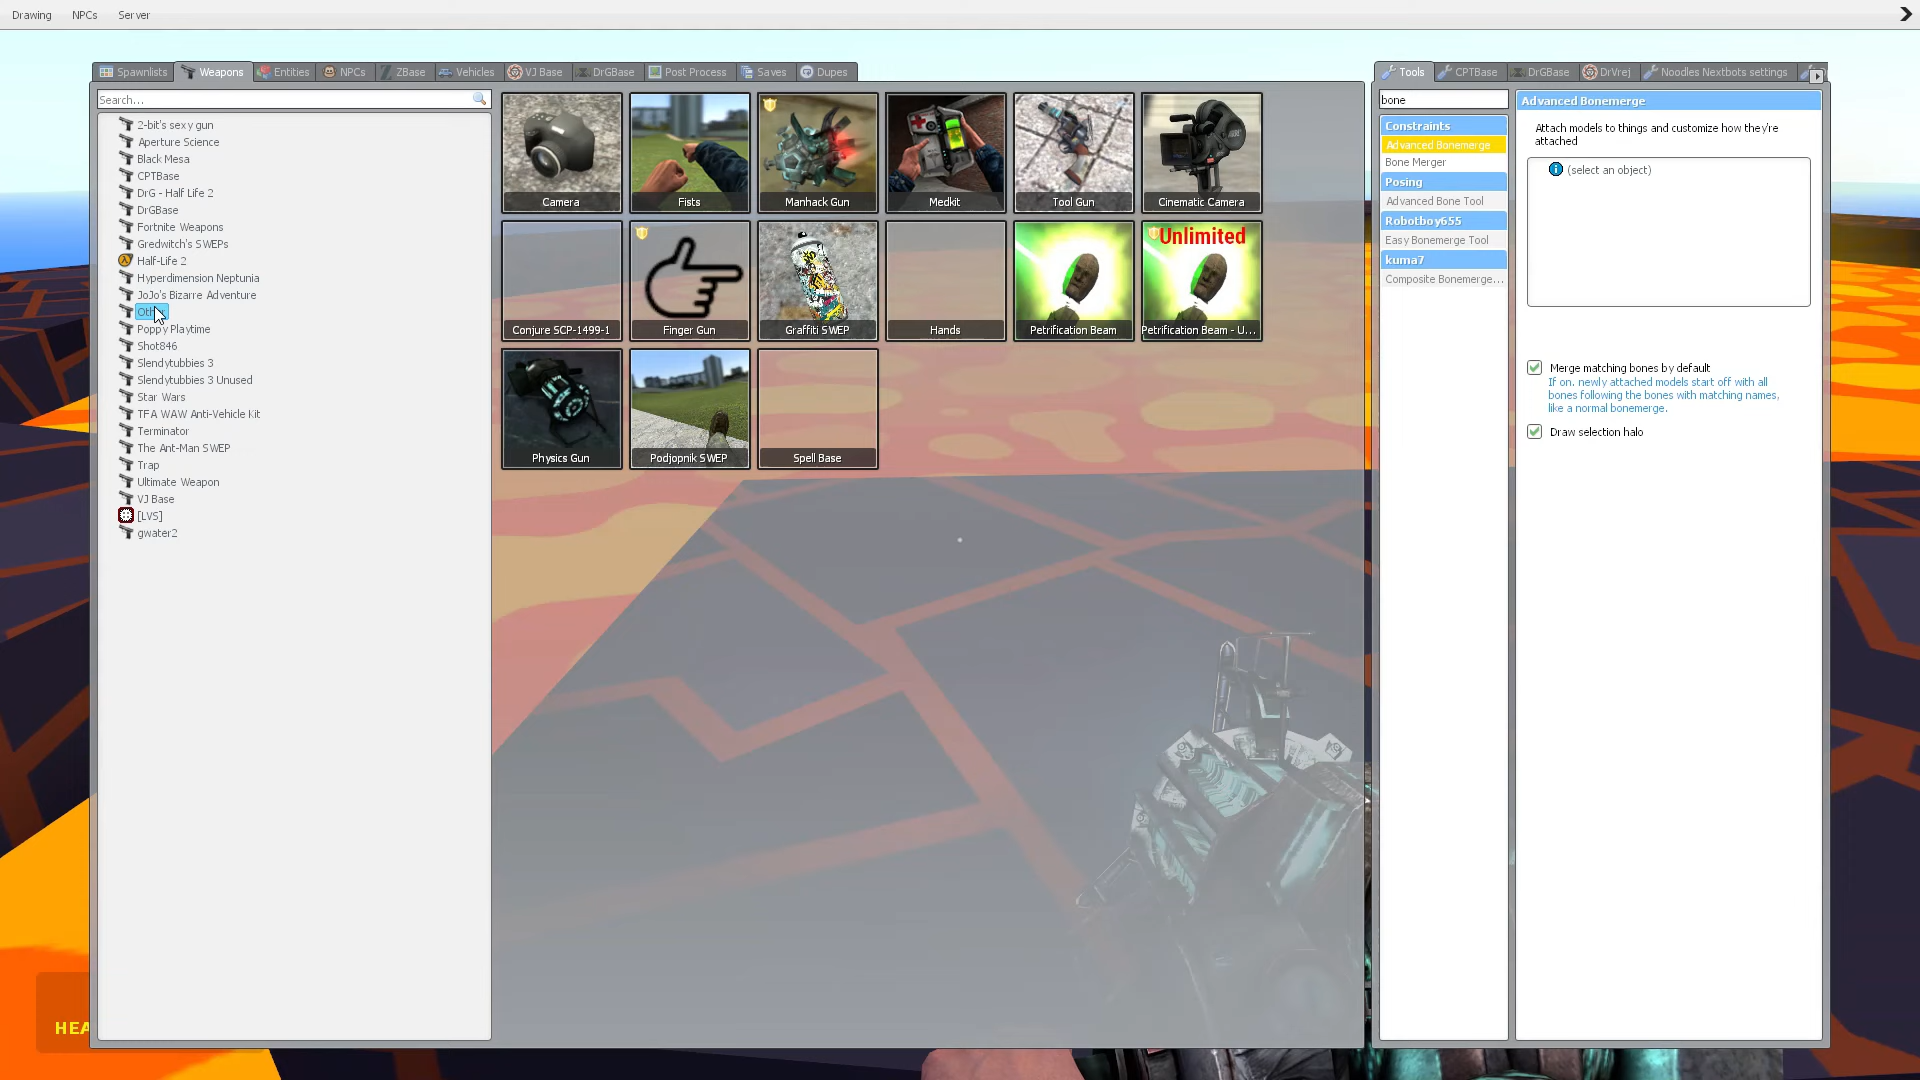 Drawing NPCs Server
Spawnlists Weapons Entities NPCs ZBase Vehicles VJ Base DrGBase Post Process Saves Dupes
Search...
2-bit's sexy gun
Aperture Science
Black Mesa
CPTBase
DrG - Half Life 2
DrGBase
Fortnite Weapons
Gredwitch's SWEPs
Half-Life 2
Hyperdimension Neptunia
JoJo's Bizarre Adventure
Poppy Playtime
Shot846
Slendytubbies 3
Slendytubbies 3 Unused
Star Wars
TFA WAW Anti-Vehicle Kit
Terminator
The Ant-Man SWEP
Trap
Ultimate Weapon
VJ Base
[LVS]
gwater2
Camera Fists Manhack Gun Medkit Tool Gun Cinematic Camera
Unlimited
Conjure SCP-1499-1 Finger Gun Graffiti SWEP Hands Petrification Beam Petrification Beam - U...
Physics Gun Podjopnik SWEP Spell Base
Tools CPTBase DrGBase DrVrej Noodles Nextbots settings
bone
Constraints
Advanced Bonemerge
Bone Merger
Posing
Advanced Bone Tool
Robotboy655
Easy Bonemerge Tool
kuma7
Composite Bonemerge...
Advanced Bonemerge
Attach models to things and customize how they're
attached
(select an object)
Merge matching bones by default
If on, newly attached models start off with all
bones following the bones with matching names,
like a normal bonemerge.
Draw selection halo
HEA